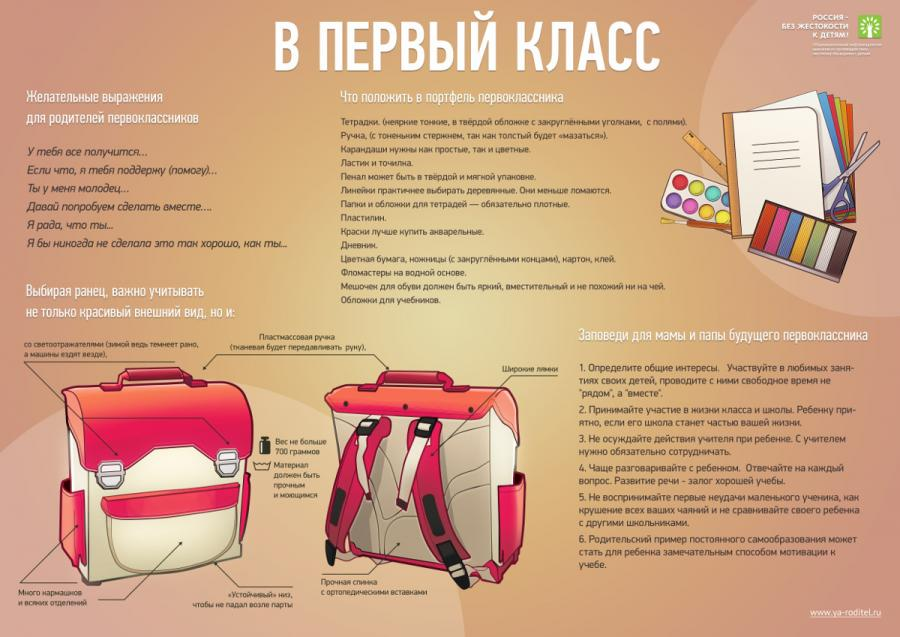 В ПЕРВЫЙ КЛАСС
РОССИЯ -
БЕЗ ЖЕСТОКОСТИ
К ДЕТЯМ!
Желательные выражения
для родителей первоклассников
У тебя все получится...
Если что, я тебя поддержу (помогу)...
Ты у меня молодец...
Давай попробуем сделать вместе....
Я рада, что ты...
Я бы никогда не сделала это так хорошо, как ты...
Что положить в портфель первоклассника
Тетрадки. (неяркие тонкие, в твёрдой обложке с закруглёнными уголками, с полями).
Ручка, (с тоненьким стержнем, так как толстый будет «мазаться»).
Карандаши нужны как простые, так и цветные.
Ластик и точилка.
Пенал может быть в твёрдой и мягкой упаковке.
Линейки практичнее выбирать деревянные. Они меньше ломаются.
Папки и обложки для тетрадей — обязательно плотные.
Пластилин.
Краски лучше купить акварельные.
Дневник.
Цветная бумага, ножницы (с закруглёнными концами), картон, клей.
Фломастеры на водной основе.
Мешочек для обуви должен быть яркий, вместительный и не похожий ни на чей.
Обложки для учебников.
Выбирая ранец, важно учитывать
не только красивый внешний вид, но и:
со светоотражателями (зимой ведь темнеет рано,
а машины ездят везде),
Пластмассовая ручка
(тканевая будет передавливать руку),
Широкие лямки
Вес не больше
700 граммов
Материал
должен быть
прочным
и моющимся
Много кармашков
и всяких отделений
«Устойчивый» низ,
чтобы не падал возле парты
Прочная спинка
с ортопедическими вставками
Заповеди для мамы и папы будущего первоклассника
1. Определите общие интересы. Участвуйте в любимых заня-
тиях своих детей, проводите с ними свободное время не
"рядом", а "вместе".
2. Принимайте участие в жизни класса и школы. Ребенку при-
ятно, если его школа станет частью вашей жизни.
3. Не осуждайте действия учителя при ребенке. С учителем
нужно обязательно сотрудничать.
4. Чаще разговаривайте с ребенком. Отвечайте на каждый
вопрос. Развитие речи - залог хорошей учебы.
5. Не воспринимайте первые неудачи маленького ученика, как
крушение всех ваших чаяний и не сравнивайте своего ребенка
с другими школьниками.
6. Родительский пример постоянного самообразования может
стать для ребенка замечательным способом мотивации к
учебе.
www.ya-roditel.ru